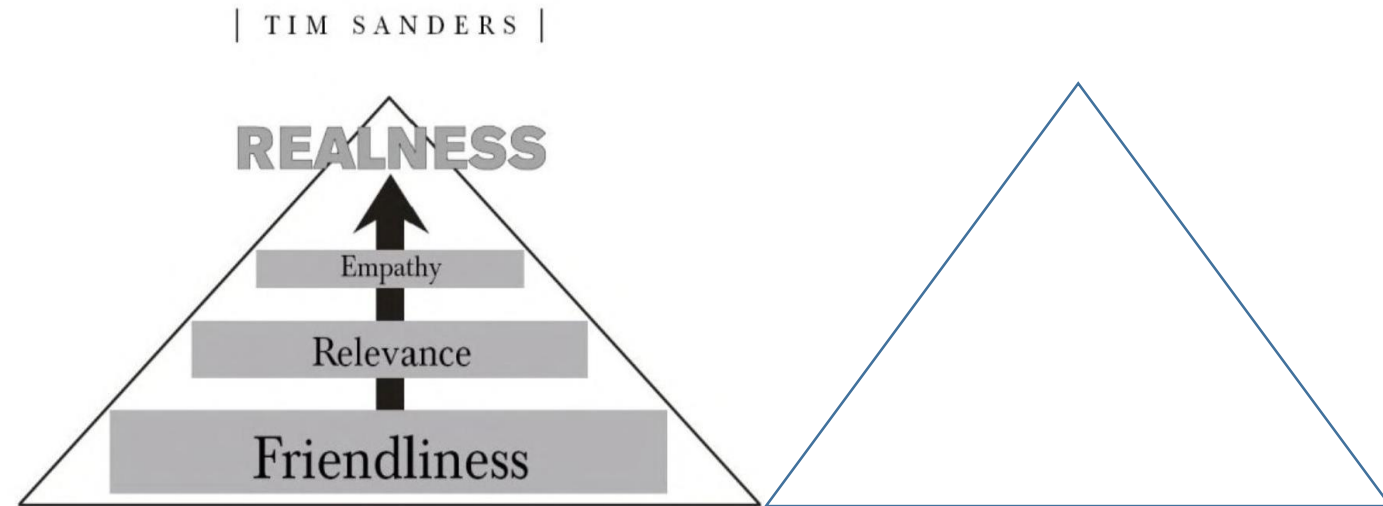 | TIM SANDERS |
REALNESS
Empathy
Relevance
Friendliness